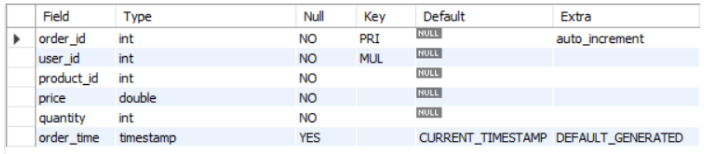 Field Type Null Key Default Extra
order_id int NO PRI NULL auto_increment
user_id int NO MUL NULL
product_id int NO NULL
price double NO NULL
quantity int NO NULL
order_time timestamp YES CURRENT_TIMESTAMP DEFAULT_GENERATED